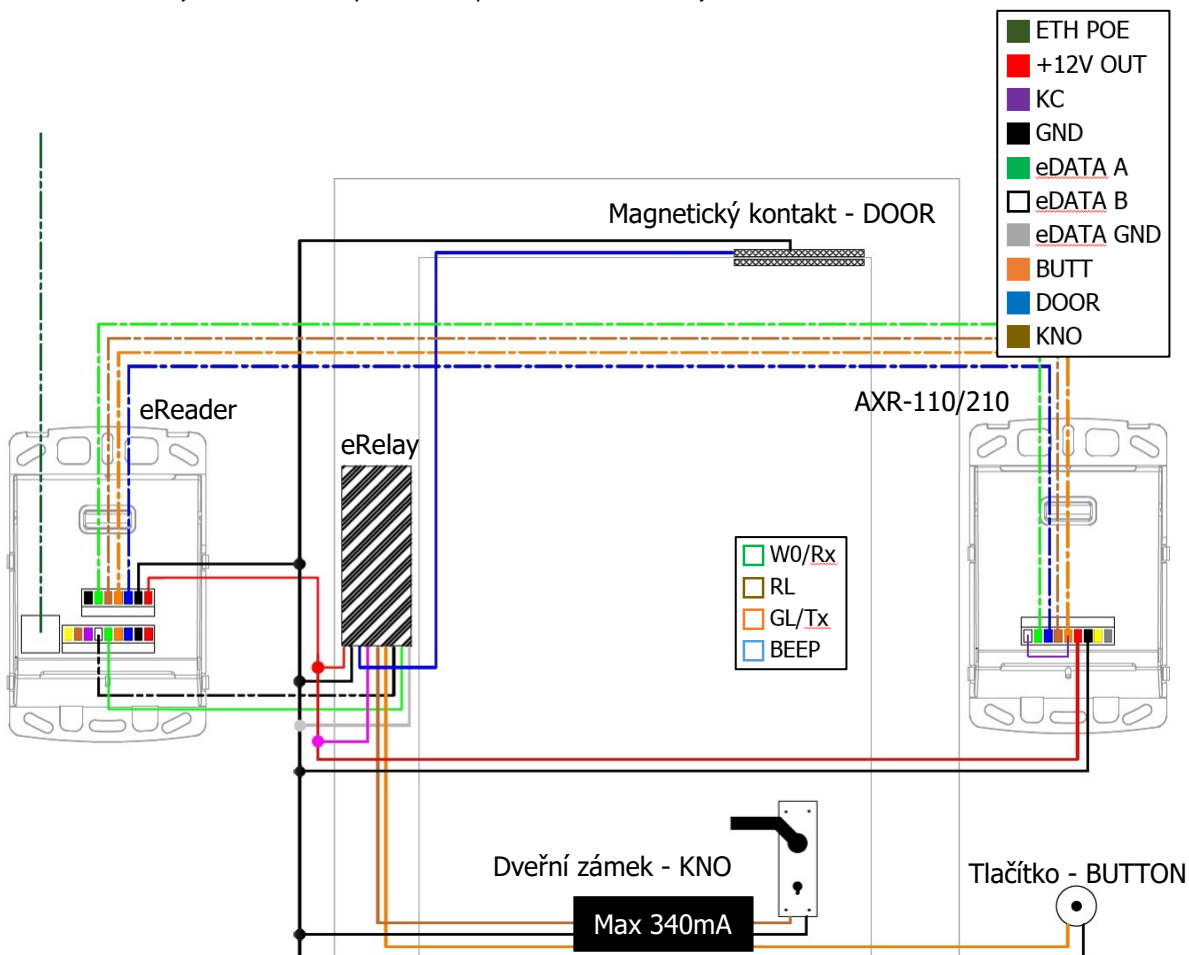 ETH POE
+12V OUT
KC
GND
eDATA A
eDATA B
eDATA GND
BUTT
DOOR
KNO
Magnetický kontakt - DOOR
eReader
AXR-110/210
eRelay
W0/Rx
RL
GL/Tx
BEEP
Dveřní zámek - KNO
Tlačítko - BUTTON
Max 340mA